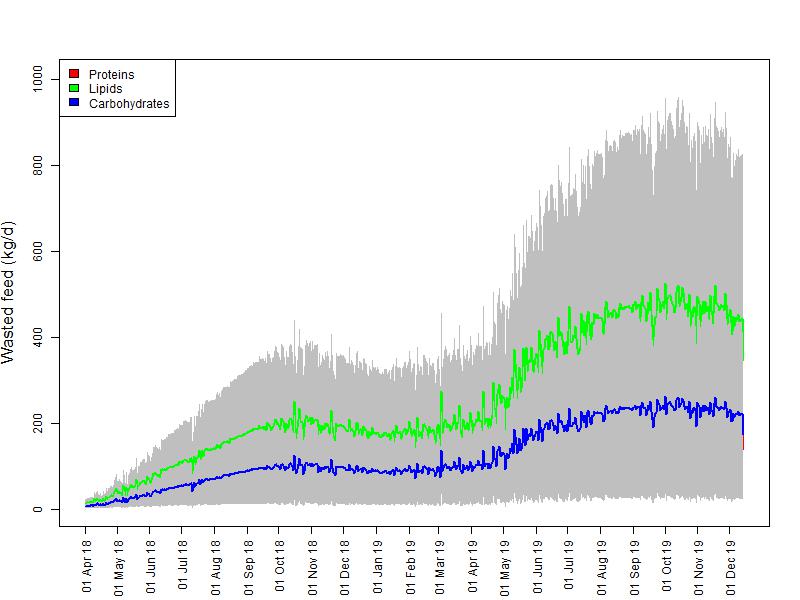 Proteins
Lipids
Carbohydrates
Wasted feed (kg/d)
1000
800
600
400
200
0
01 Apr 18
01 May 18
01 Jun 18
01 Jul 18
01 Aug 18
01 Sep 18
01 Oct 18
01 Nov 18
01 Dec 18
01 Jan 19
01 Feb 19
01 Mar 19
01 Apr 19
01 May 19
01 Jun 19
01 Jul 19
01 Aug 19
01 Sep 19
01 Oct 19
01 Nov 19
01 Dec 19